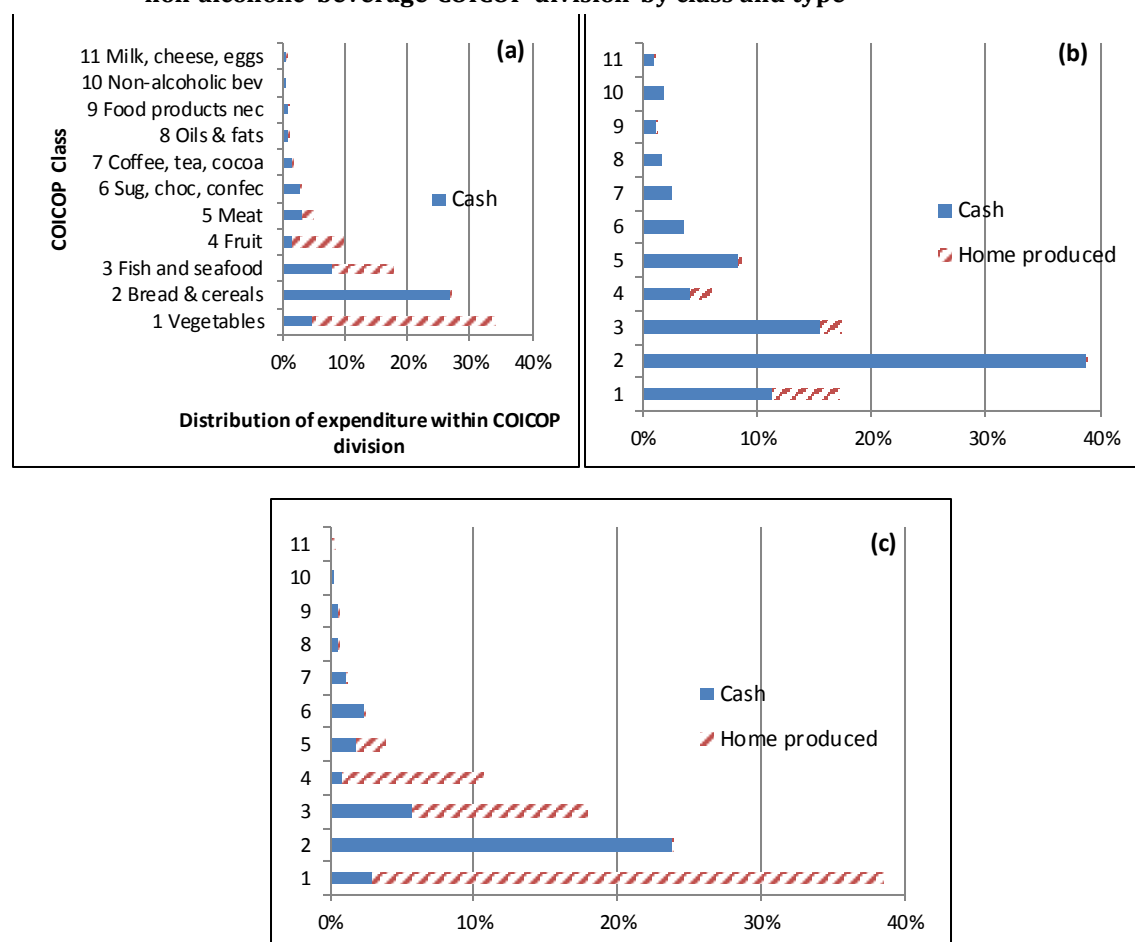 non-alcoholic beverage COICOP division by class and type
(a)
COICOP Class
11 Milk, cheese, eggs
10 Non-alcoholic bev
9 Food products nec
8 Oils & fats
7 Coffee, tea, cocoa
6 Sug, choc, confec
5 Meat
4 Fruit
3 Fish and seafood
2 Bread & cereals
1 Vegetables
Cash
0% 10% 20% 30% 40%
Distribution of expenditure within COICOP
division
(b)
11
10
9
8
7
6
5
4
3
2
1
Cash
Home produced
0% 10% 20% 30% 40%
(c)
11
10
9
8
7
6
5
4
3
2
1
Cash
Home produced
0% 10% 20% 30% 40%